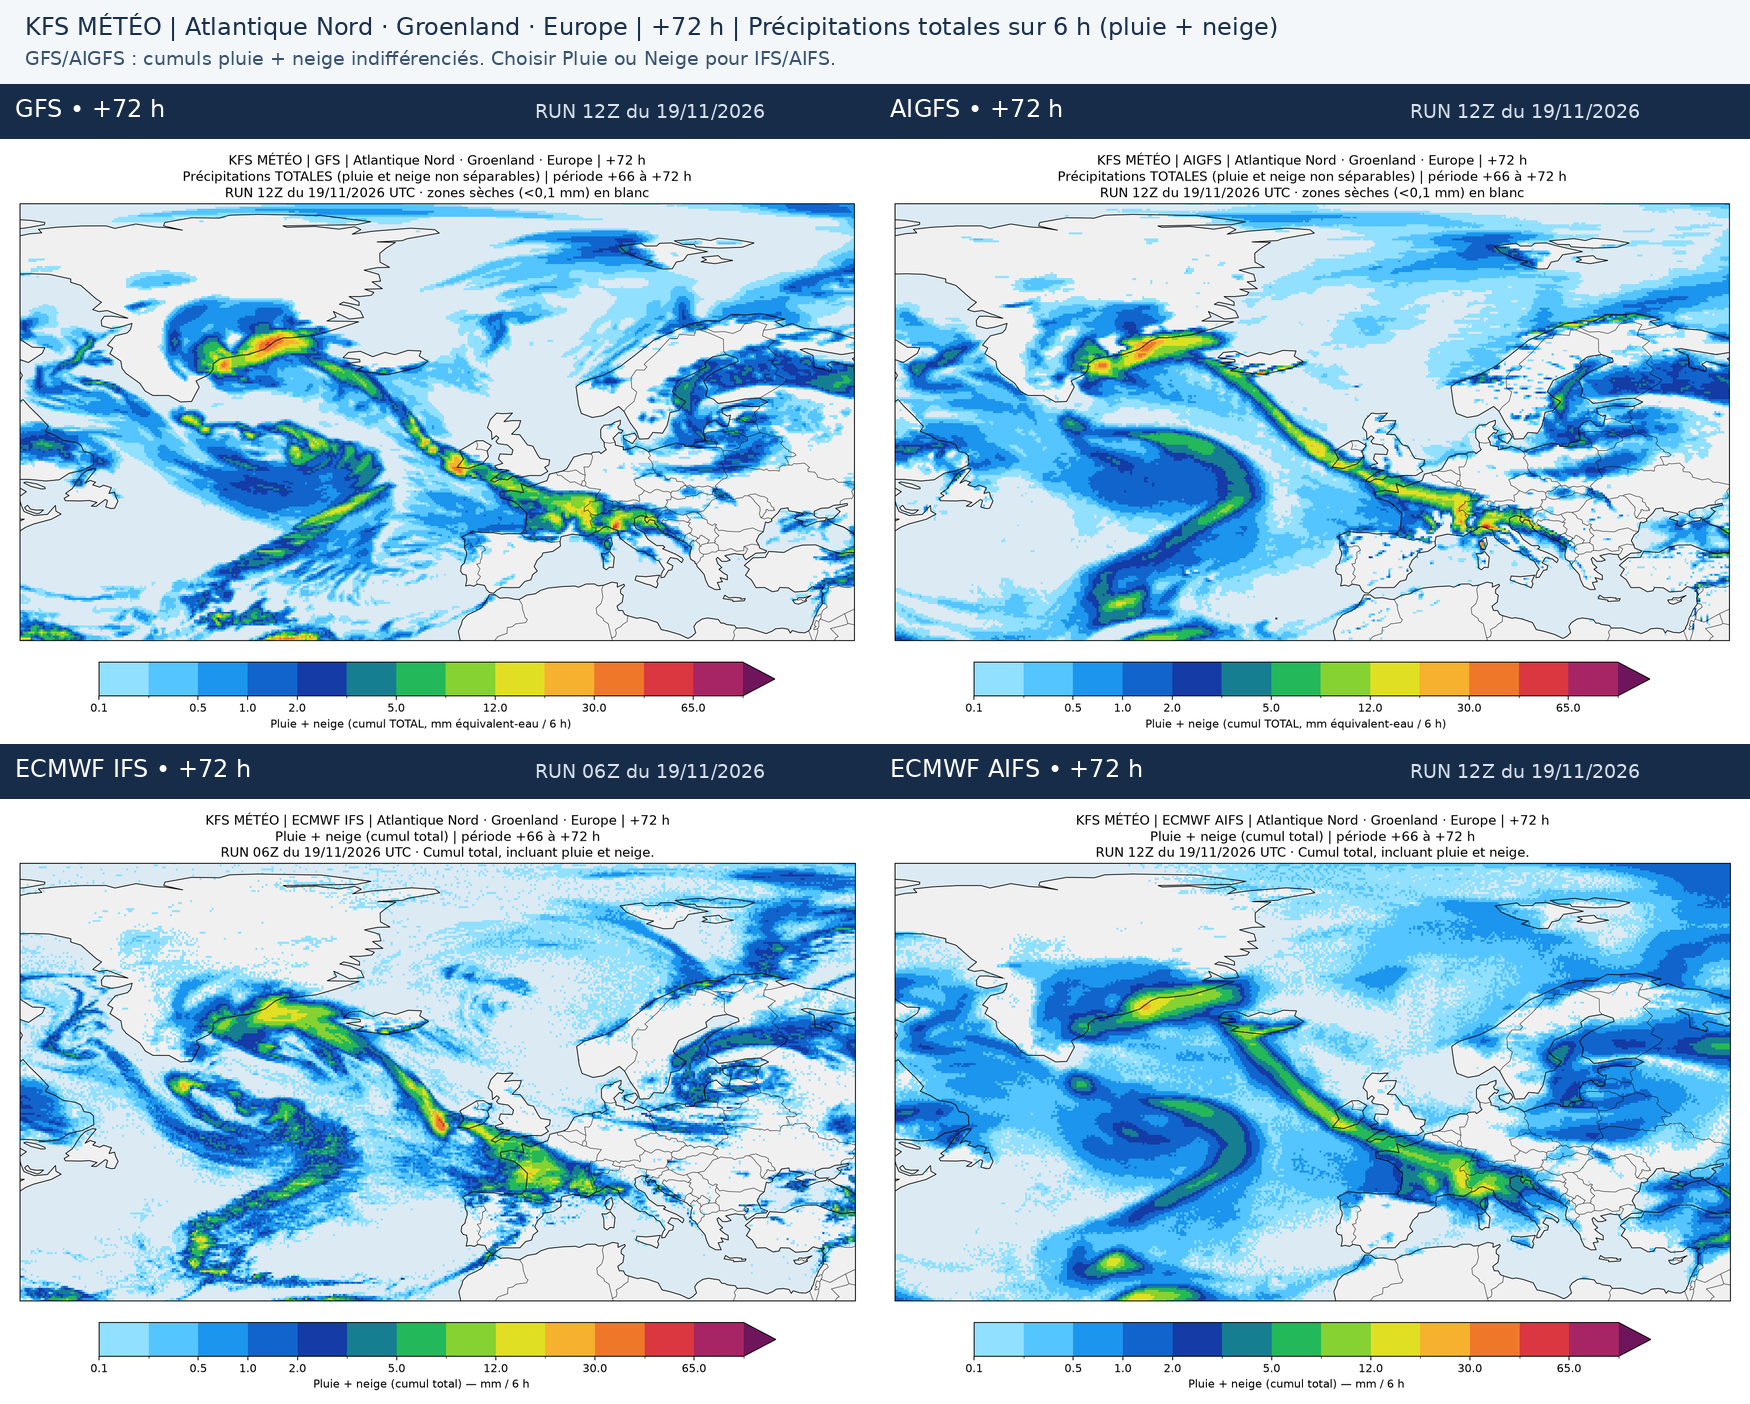 KFS MÉTÉO | Atlantique Nord · Groenland · Europe | +72 h | Précipitations totales sur 6 h (pluie + neige)
GFS/AIGFS : cumuls pluie + neige indifférenciés. Choisir Pluie ou Neige pour IFS/AIFS.
GFS • +72 h
RUN 12Z du 19/11/2026
AIGFS • +72 h
RUN 12Z du 19/11/2026
KFS MÉTÉO | GFS | Atlantique Nord · Groenland · Europe | +72 h
Précipitations TOTALES (pluie et neige non séparables) | période +66 à +72 h
RUN 12Z du 19/11/2026 UTC · zones sèches (<0,1 mm) en blanc
KFS MÉTÉO | AIGFS | Atlantique Nord · Groenland · Europe | +72 h
Précipitations TOTALES (pluie et neige non séparables) | période +66 à +72 h
RUN 12Z du 19/11/2026 UTC · zones sèches (<0,1 mm) en blanc
0.1 0.5 1.0 2.0 5.0 12.0 30.0 65.0
Pluie + neige (cumul TOTAL, mm équivalent-eau / 6 h)
0.1 0.5 1.0 2.0 5.0 12.0 30.0 65.0
Pluie + neige (cumul TOTAL, mm équivalent-eau / 6 h)
ECMWF IFS • +72 h
RUN 06Z du 19/11/2026
ECMWF AIFS • +72 h
RUN 12Z du 19/11/2026
KFS MÉTÉO | ECMWF IFS | Atlantique Nord · Groenland · Europe | +72 h
Pluie + neige (cumul total) | période +66 à +72 h
RUN 06Z du 19/11/2026 UTC · Cumul total, incluant pluie et neige.
KFS MÉTÉO | ECMWF AIFS | Atlantique Nord · Groenland · Europe | +72 h
Pluie + neige (cumul total) | période +66 à +72 h
RUN 12Z du 19/11/2026 UTC · Cumul total, incluant pluie et neige.
0.1 0.5 1.0 2.0 5.0 12.0 30.0 65.0
Pluie + neige (cumul total) — mm / 6 h
0.1 0.5 1.0 2.0 5.0 12.0 30.0 65.0
Pluie + neige (cumul total) — mm / 6 h